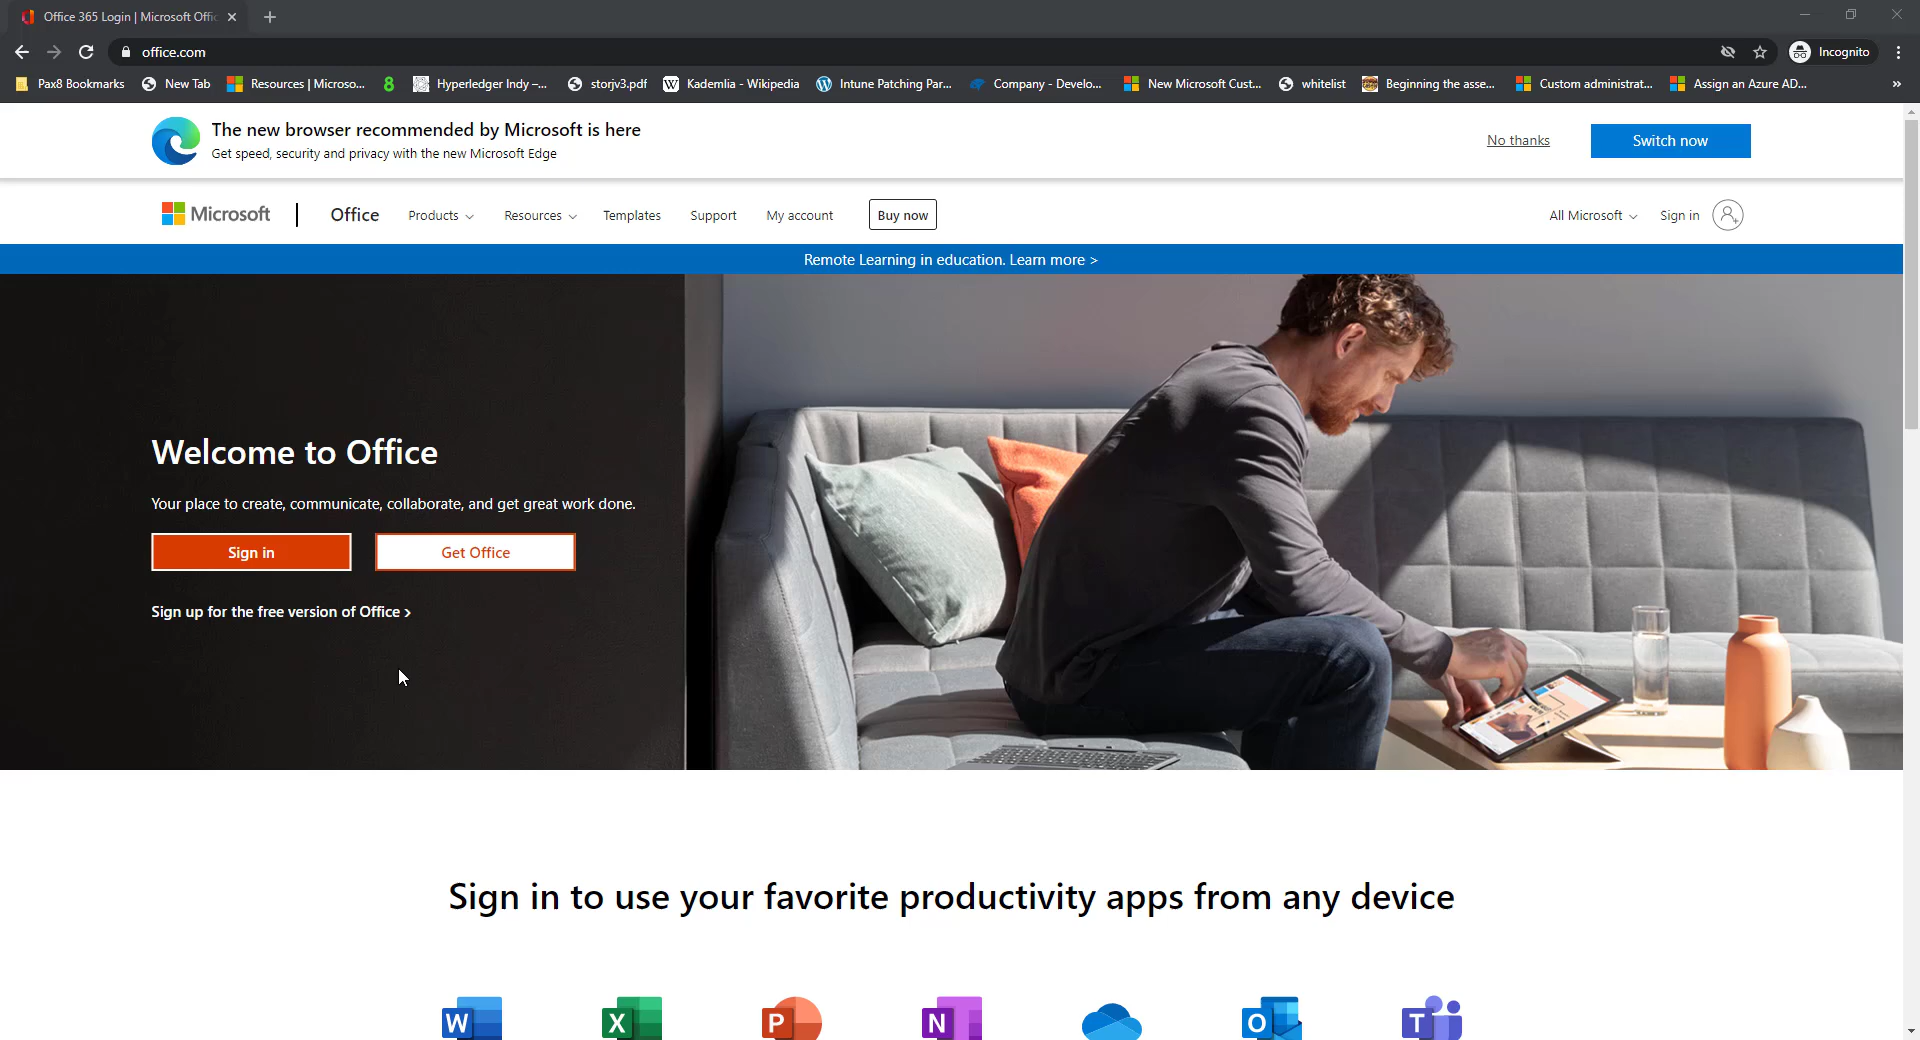 Office 365 Login | Microsoft Offic
office.com
Incognito
Pax8 Bookmarks
New Tab
Resources | Microso...
8
Hyperledger Indy –...
storjv3.pdf
W
Kademlia - Wikipedia
Intune Patching Par...
Company - Develo...
New Microsoft Cust...
whitelist
Beginning the asse...
Custom administrat...
Assign an Azure AD...
»
The new browser recommended by Microsoft is here
Get speed, security and privacy with the new Microsoft Edge
No thanks
Switch now
Microsoft
Office
Products
Resources
Templates
Support
My account
Buy now
All Microsoft
Sign in
Remote Learning in education. Learn more >
Welcome to Office
Your place to create, communicate, collaborate, and get great work done.
Sign in
Get Office
Sign up for the free version of Office >
Sign in to use your favorite productivity apps from any device
W
X
P
N
O
T